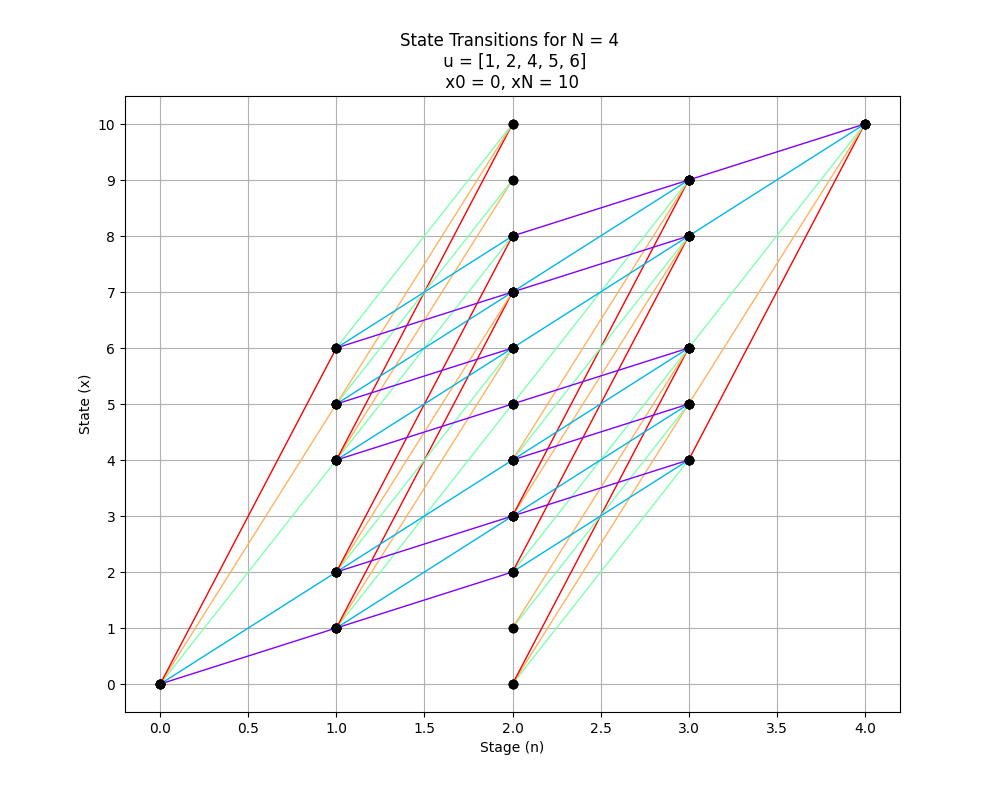 State Transitions for N = 4
u = [1, 2, 4, 5, 6]
x0 = 0, xN = 10
State (x)
10
9
8
7
6
5
4
3
2
1
0
0.0 0.5 1.0 1.5 2.0 2.5 3.0 3.5 4.0
Stage (n)